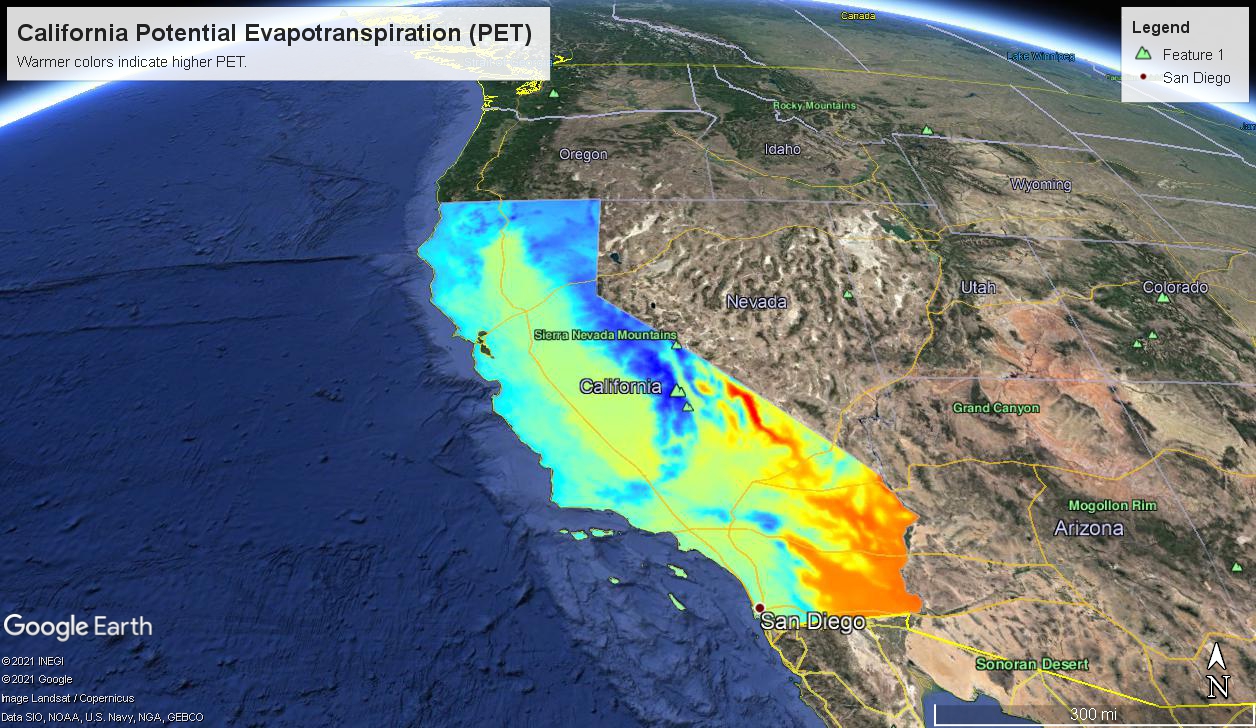 California Potential Evapotranspiration (PET)
Warmer colors indicate higher PET.
Legend
Feature 1
San Diego
Canada
Lake Winnipeg
Rocky Mountains
Oregon
Idaho
Wyoming
Nevada
Utah
Colorado
Sierra Nevada Mountains
California
Grand Canyon
Mogollon Rim
Arizona
San Diego
Sonoran Desert
Google Earth
©2021 INEGI
©2021 Google
Image Landsat / Copernicus
Data SIO, NOAA, U.S. Navy, NGA, GEBCO
N
300 mi